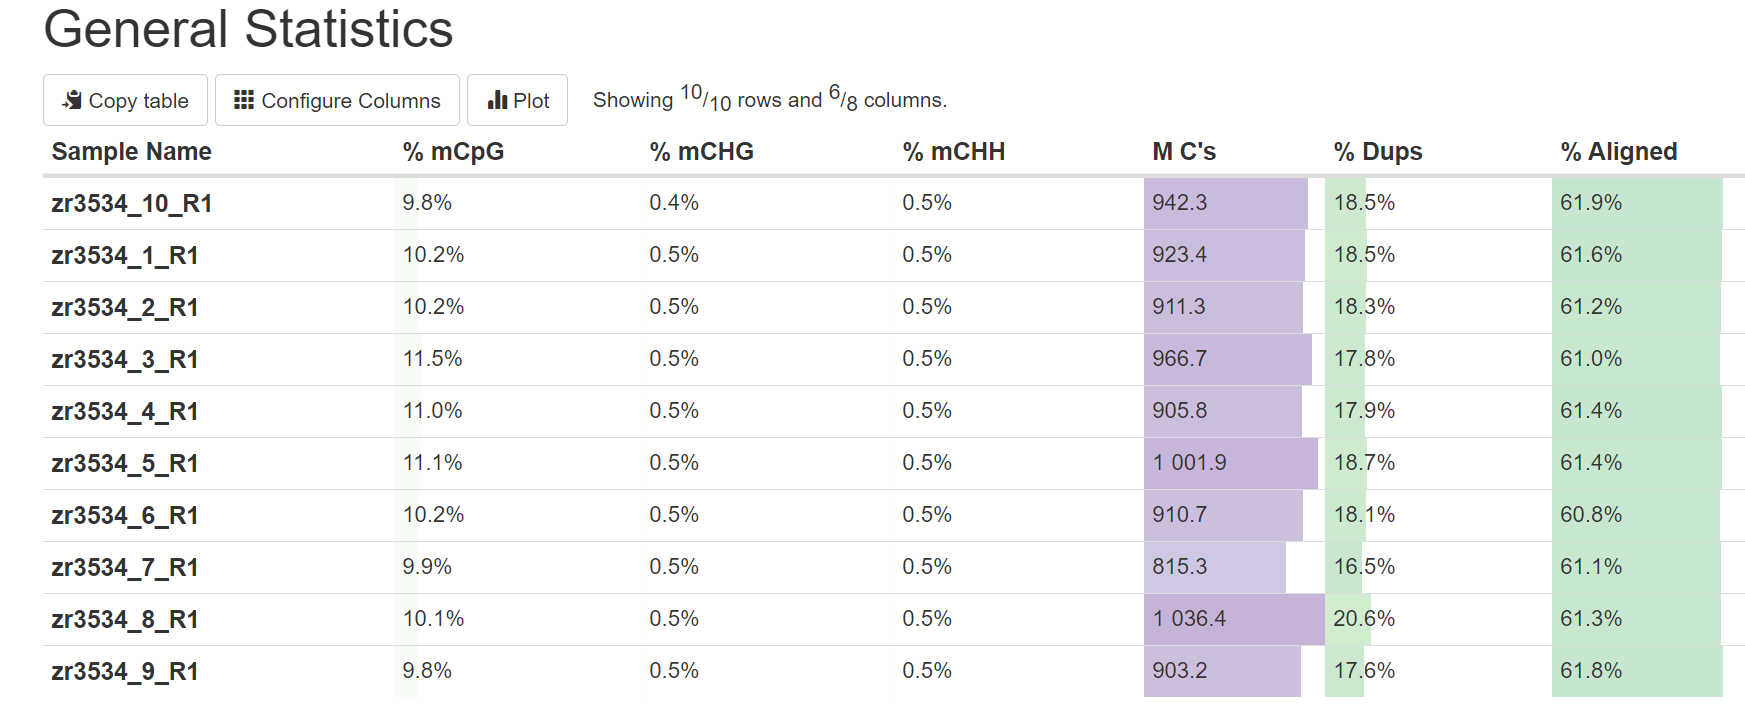 General Statistics
Copy table Configure Columns Plot Showing 10/10 rows and 6/8 columns.
Sample Name % mCpG % mCHG % mCHH M C's % Dups % Aligned
zr3534_10_R1 9.8% 0.4% 0.5% 942.3 18.5% 61.9%
zr3534_1_R1 10.2% 0.5% 0.5% 923.4 18.5% 61.6%
zr3534_2_R1 10.2% 0.5% 0.5% 911.3 18.3% 61.2%
zr3534_3_R1 11.5% 0.5% 0.5% 966.7 17.8% 61.0%
zr3534_4_R1 11.0% 0.5% 0.5% 905.8 17.9% 61.4%
zr3534_5_R1 11.1% 0.5% 0.5% 1 001.9 18.7% 61.4%
zr3534_6_R1 10.2% 0.5% 0.5% 910.7 18.1% 60.8%
zr3534_7_R1 9.9% 0.5% 0.5% 815.3 16.5% 61.1%
zr3534_8_R1 10.1% 0.5% 0.5% 1 036.4 20.6% 61.3%
zr3534_9_R1 9.8% 0.5% 0.5% 903.2 17.6% 61.8%